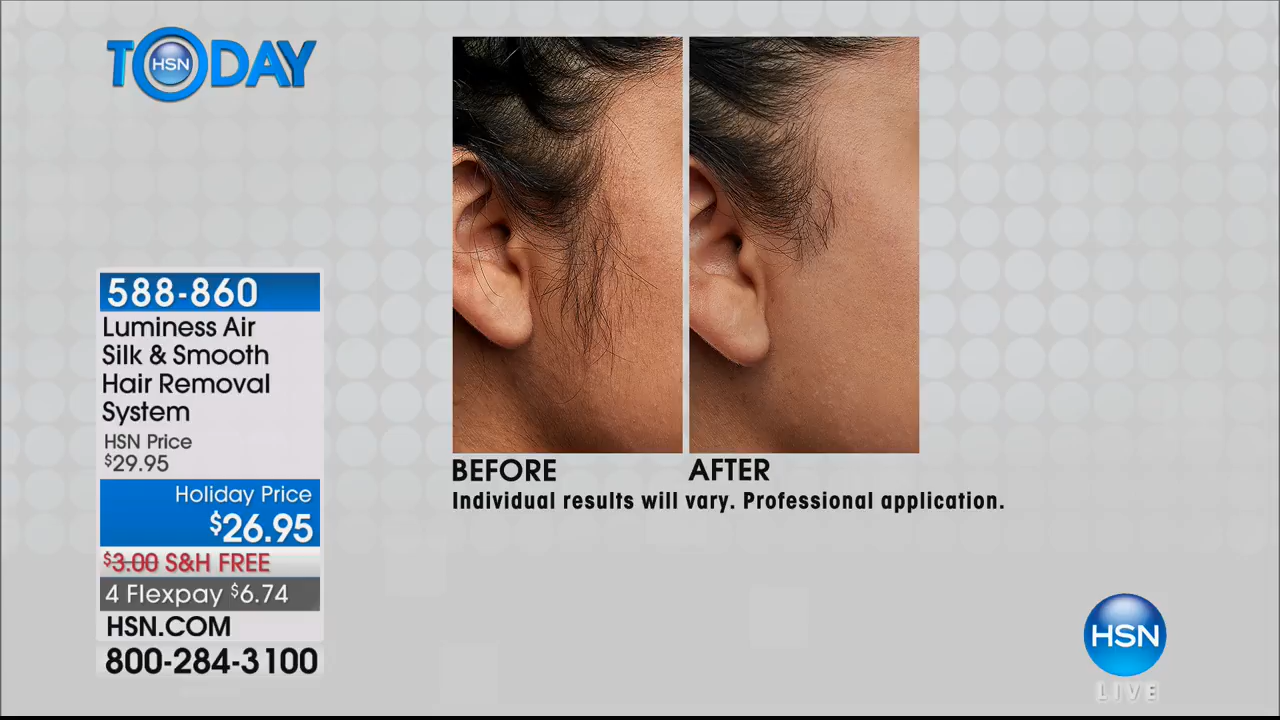 TODAY
HSN
588-860
Luminess Air
Silk & Smooth
Hair Removal
System
HSN Price
$29.95
Holiday Price
$26.95
$3.00 S&H FREE
4 Flexpay $6.74
HSN.COM
800-284-3100
BEFORE
AFTER
Individual results will vary. Professional application.
HSN
LIVE